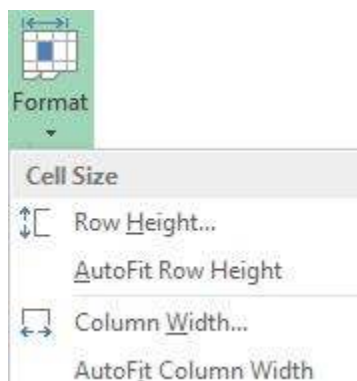 Format
Cell Size
Row Height...
AutoFit Row Height
Column Width...
AutoFit Column Width